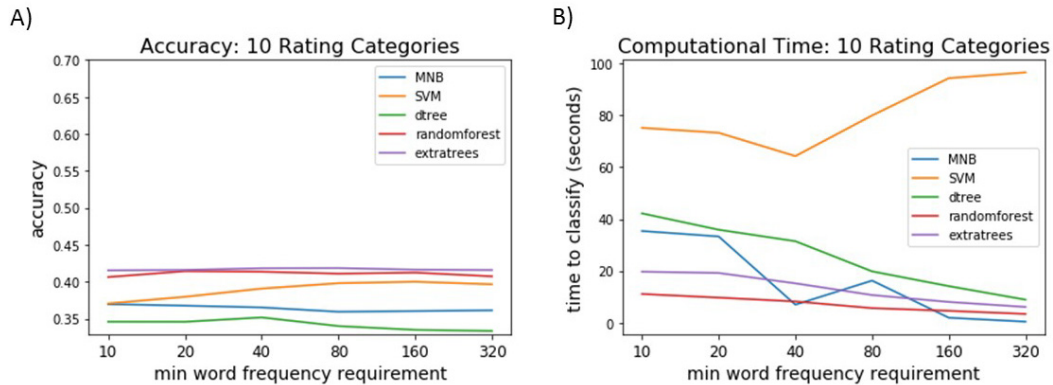 A)
Accuracy: 10 Rating Categories
0.70
0.65
0.60
0.55
0.50
0.45
0.40
0.35
accuracy
MNB
SVM
dtree
randomforest
extratrees
10 20 40 80 160 320
min word frequency requirement
B)
Computational Time: 10 Rating Categories
100
80
60
40
20
0
time to classify (seconds)
MNB
SVM
dtree
randomforest
extratrees
10 20 40 80 160 320
min word frequency requirement